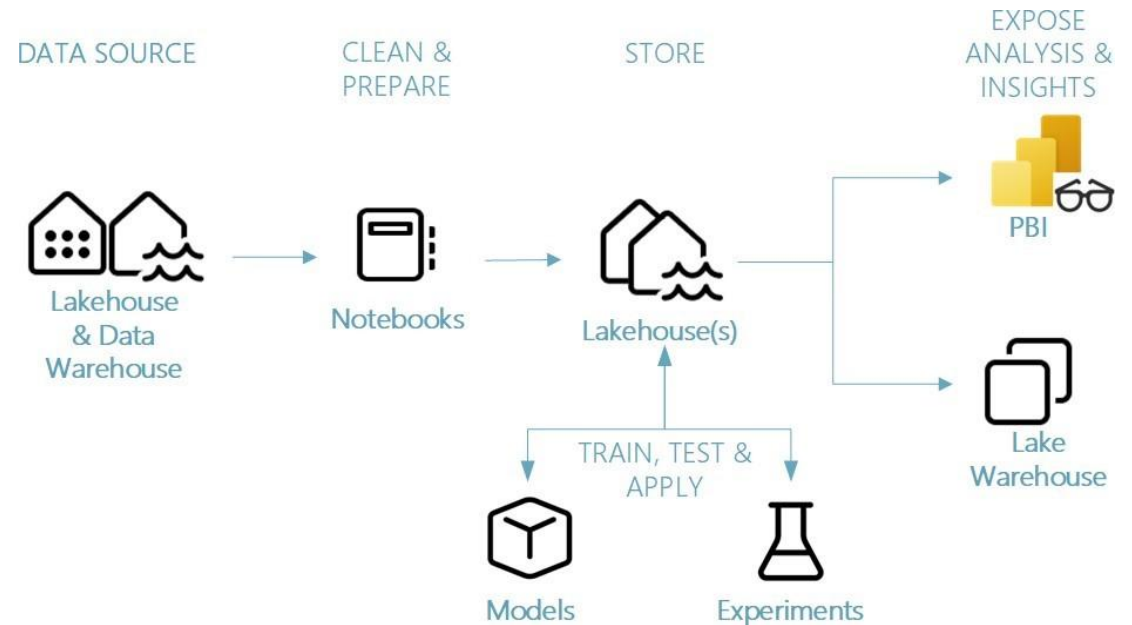 DATA SOURCE
CLEAN &
PREPARE
STORE
EXPOSE
ANALYSIS &
INSIGHTS
Lakehouse
& Data
Warehouse
Notebooks
Lakehouse(s)
PBI
Lake
Warehouse
TRAIN, TEST &
APPLY
Models
Experiments